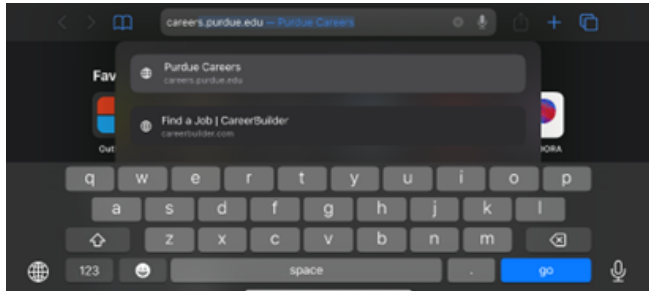 careers.purdue.edu — Purdue Careers
Fav
Purdue Careers
careers.purdue.edu
Find a Job | CareerBuilder
careerbuilder.com
Out
DORA
q w e r t y u i o p
a s d f g h j k l
z x c v b n m
123 space . go